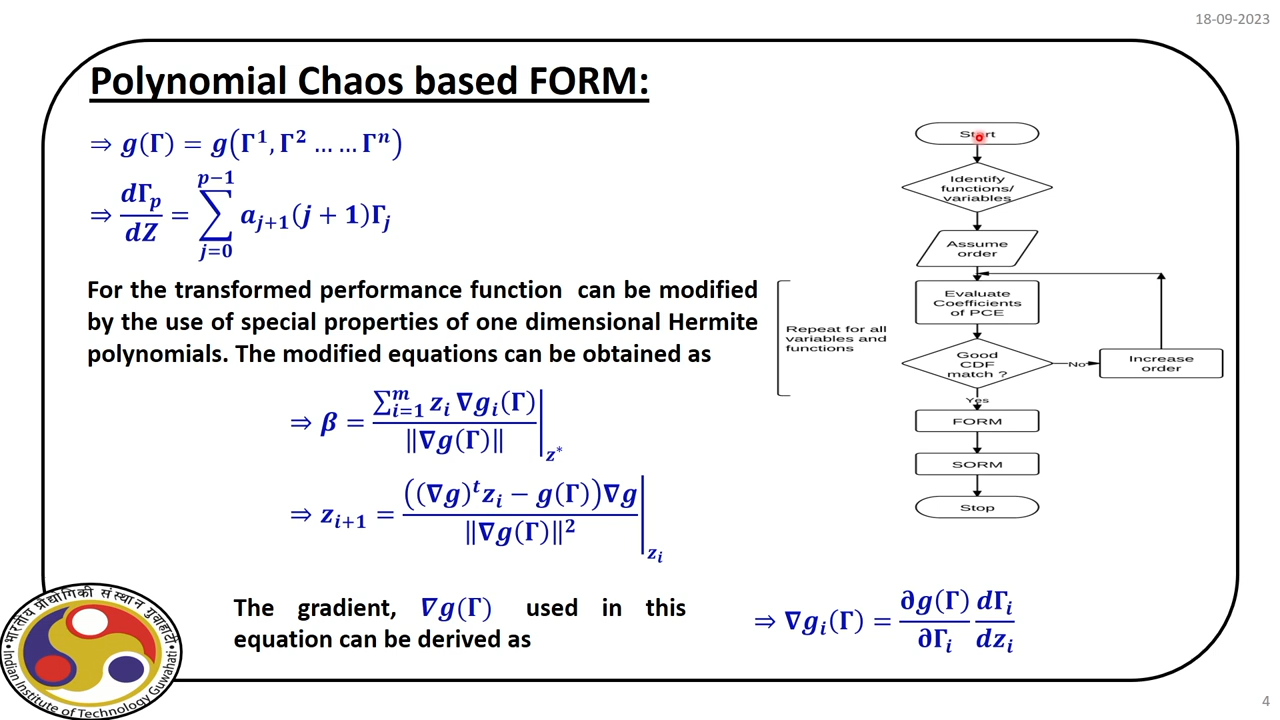 18-09-2023
Polynomial Chaos based FORM:
⇒ g(Γ) = g(Γ¹, Γ² … … Γⁿ)
⇒ dΓₚ/dZ = ∑_{j=0}^{p−1} a_{j+1}(j + 1)Γ_j
For the transformed performance function can be modified
by the use of special properties of one dimensional Hermite
polynomials. The modified equations can be obtained as
⇒ β = ∑_{i=1}^{m} z_i ∇g_i(Γ) / ‖∇g(Γ)‖ |_{z*}
⇒ z_{i+1} = ((∇g)^t z_i − g(Γ))∇g / ‖∇g(Γ)‖² |_{z_i}
The gradient, ∇g(Γ) used in this
equation can be derived as
⇒ ∇g_i(Γ) = ∂g(Γ)/∂Γ_i dΓ_i/dz_i
Start
Identify
functions/
variables
Assume
order
Evaluate
Coefficients
of PCE
Repeat for all
variables and
functions
Good
CDF
match ?
No
Increase
order
Yes
FORM
SORM
Stop
भारतीय प्रौद्योगिकी संस्थान गुवाहाटी
Indian Institute of Technology Guwahati
4